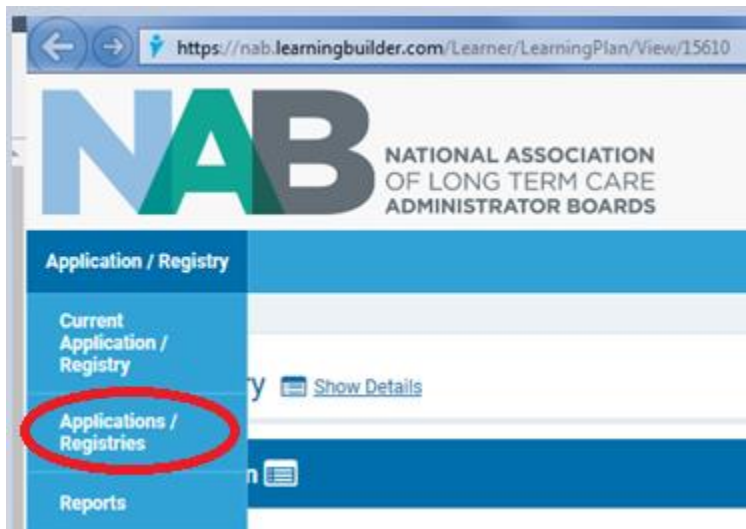 https://nab.learningbuilder.com/Learner/LearningPlan/View/15610
NAB
NATIONAL ASSOCIATION
OF LONG TERM CARE
ADMINISTRATOR BOARDS
Application / Registry
Current
Application /
Registry
y Show Details
Applications /
Registries
n
Reports